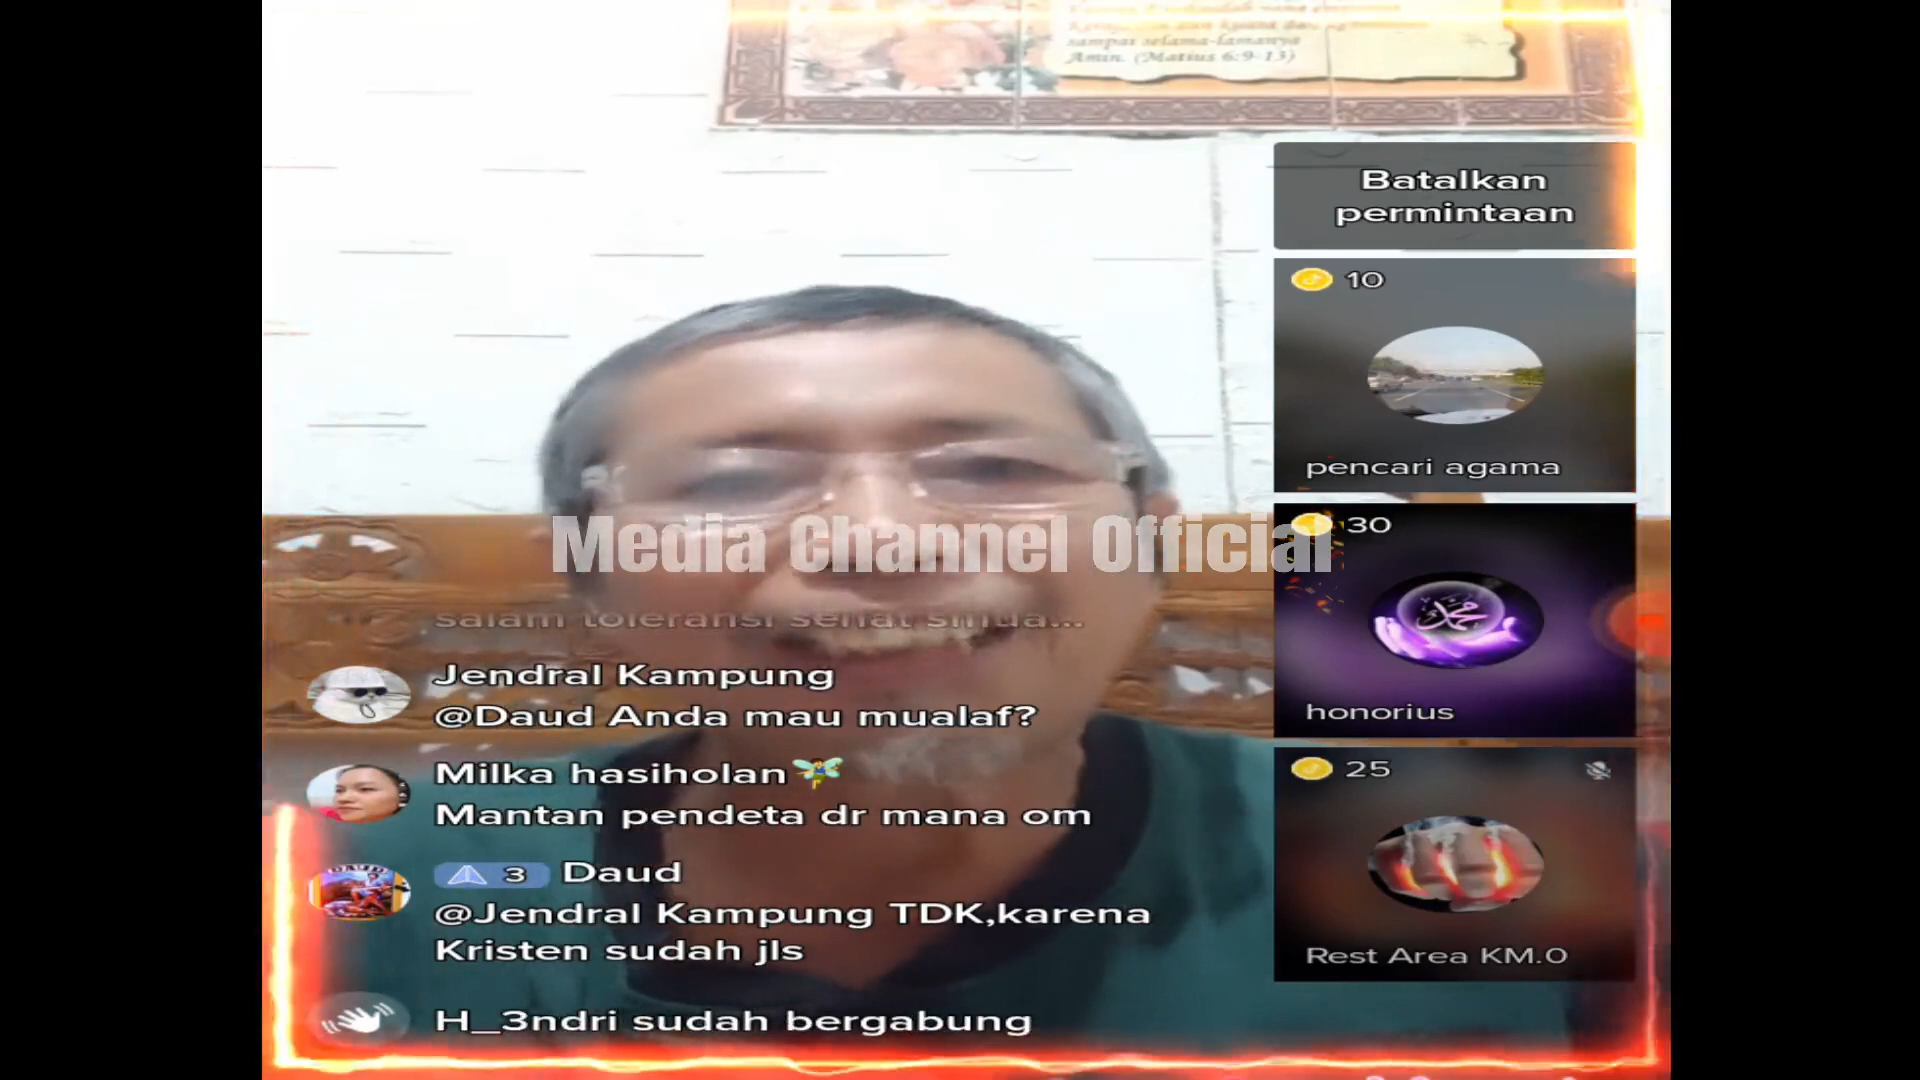 sampai selama-lamanya
Amin. (Matius 6:9-13)
Batalkan
permintaan
10
pencari agama
30
honorius
25
Rest Area KM.0
Media Channel Official
salam toleransi sehat smua...
Jendral Kampung
@Daud Anda mau mualaf?
Milka hasiholan🧚
Mantan pendeta dr mana om
3 Daud
@Jendral Kampung TDK,karena
Kristen sudah jls
H_3ndri sudah bergabung